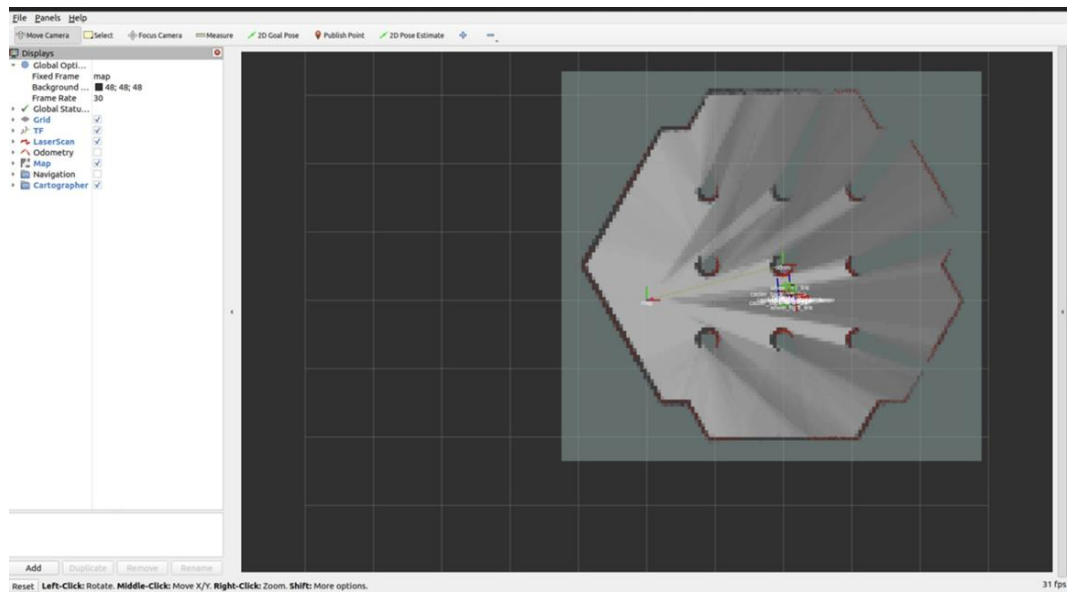 File Panels Help
Move Camera Select Focus Camera Measure 2D Goal Pose Publish Point 2D Pose Estimate
Displays
Global Opti...
Fixed Frame map
Background ... 48; 48; 48
Frame Rate 30
Global Statu...
Grid
TF
LaserScan
Odometry
Map
Navigation
Cartographer
map
Add Duplicate Remove Rename
Reset Left-Click: Rotate. Middle-Click: Move X/Y. Right-Click: Zoom. Shift: More options. 31 fps